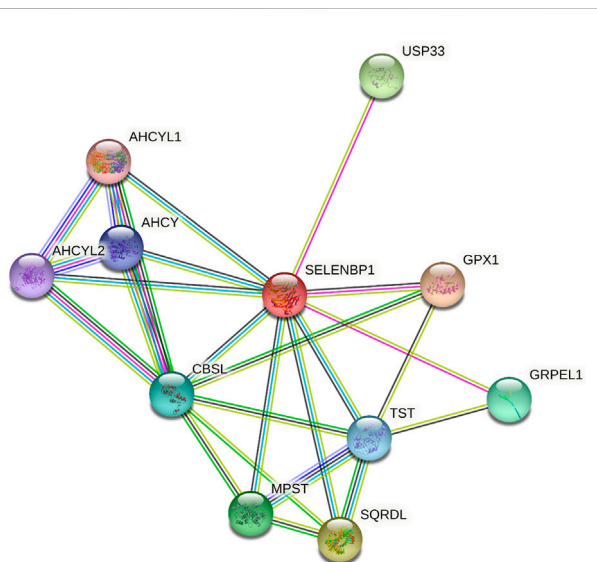 USP33
AHCYL1
AHCY
AHCYL2
SELENBP1
GPX1
CBSL
GRPEL1
TST
MPST
SQRDL